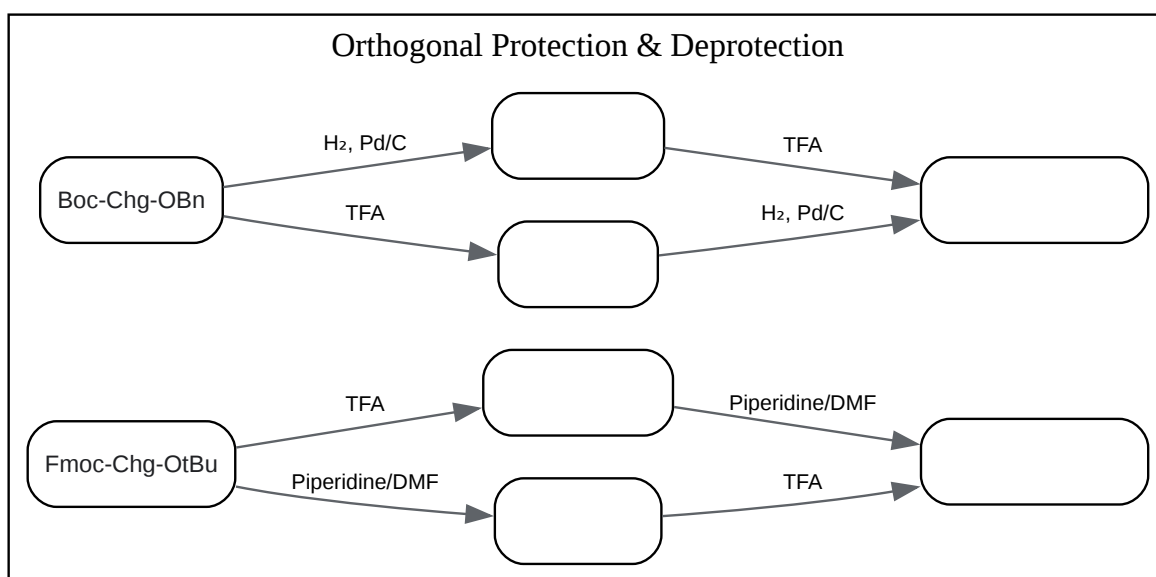 Orthogonal Protection & Deprotection
H₂, Pd/C
TFA
Boc-Chg-OBn
TFA
H₂, Pd/C
TFA
Piperidine/DMF
Fmoc-Chg-OtBu
Piperidine/DMF
TFA